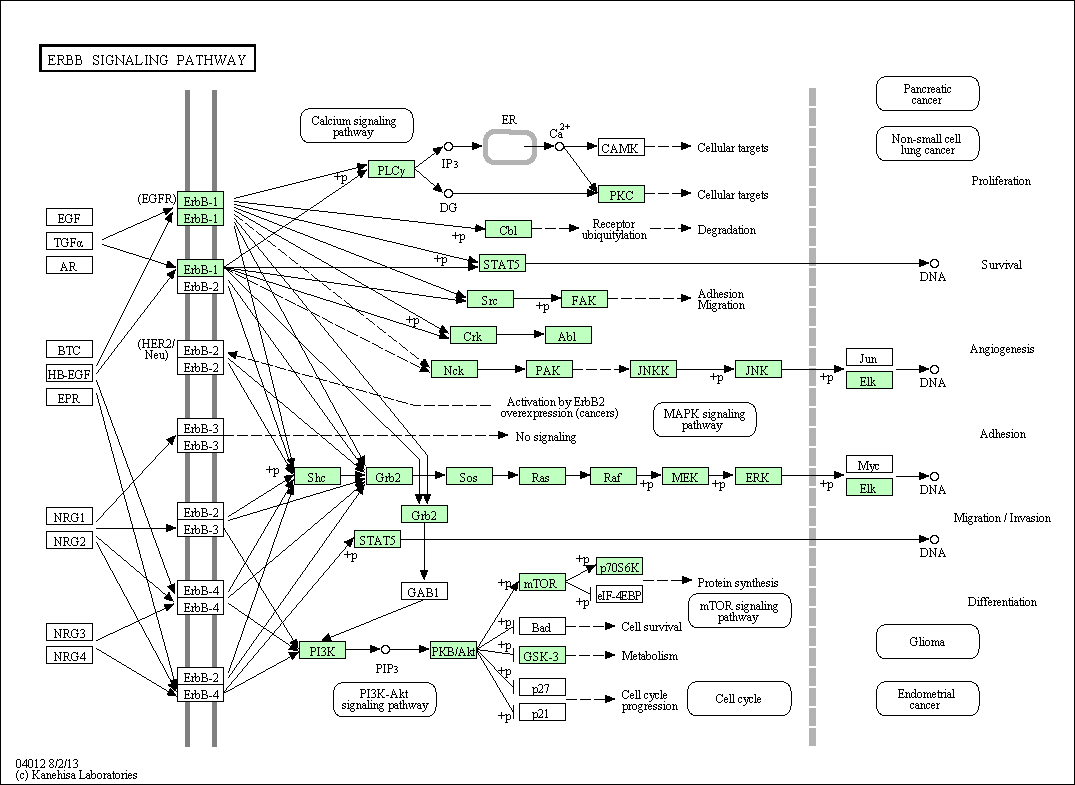 ERBB SIGNALING PATHWAY
Pancreatic
cancer
Calcium signaling
pathway
ER
Ca2+
Non-small cell
lung cancer
CAMK
Cellular targets
IP3
+p
PLCγ
Proliferation
(EGFR)
ErbB-1
ErbB-1
DG
PKC
Cellular targets
EGF
TGFα
AR
+p
Cbl
Receptor
ubiquitylation
Degradation
+p
STAT5
DNA
Survival
ErbB-1
ErbB-2
Src
+p
FAK
Adhesion
Migration
+p
Crk
Abl
(HER2/
Neu)
ErbB-2
ErbB-2
BTC
HB-EGF
EPR
Nck
PAK
JNKK
+p
JNK
+p
Jun
Elk
DNA
Angiogenesis
Activation by ErbB2
overexpression (cancers)
MAPK signaling
pathway
ErbB-3
ErbB-3
No signaling
Adhesion
+p
Shc
Grb2
Sos
Ras
Raf
+p
MEK
+p
ERK
+p
Myc
Elk
DNA
NRG1
NRG2
ErbB-2
ErbB-3
Grb2
Migration / Invasion
+p
STAT5
DNA
ErbB-4
ErbB-4
GAB1
+p
mTOR
+p
p70S6K
+p
eIF-4EBP
Protein synthesis
mTOR signaling
pathway
Differentiation
NRG3
NRG4
PI3K
PIP3
PKB/Akt
+p
Bad
Cell survival
+p
GSK-3
Metabolism
Glioma
ErbB-2
ErbB-4
PI3K-Akt
signaling pathway
+p
p27
+p
p21
Cell cycle
progression
Cell cycle
Endometrial
cancer
04012 8/2/13
(c) Kanehisa Laboratories